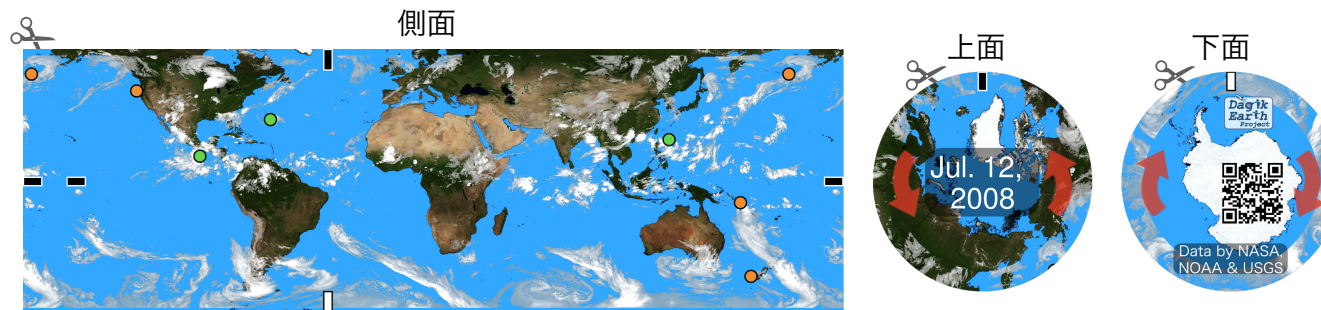 側面
上面
下面
Jul. 12,
2008
Dagik
Earth
Project
Data by NASA,
NOAA & USGS